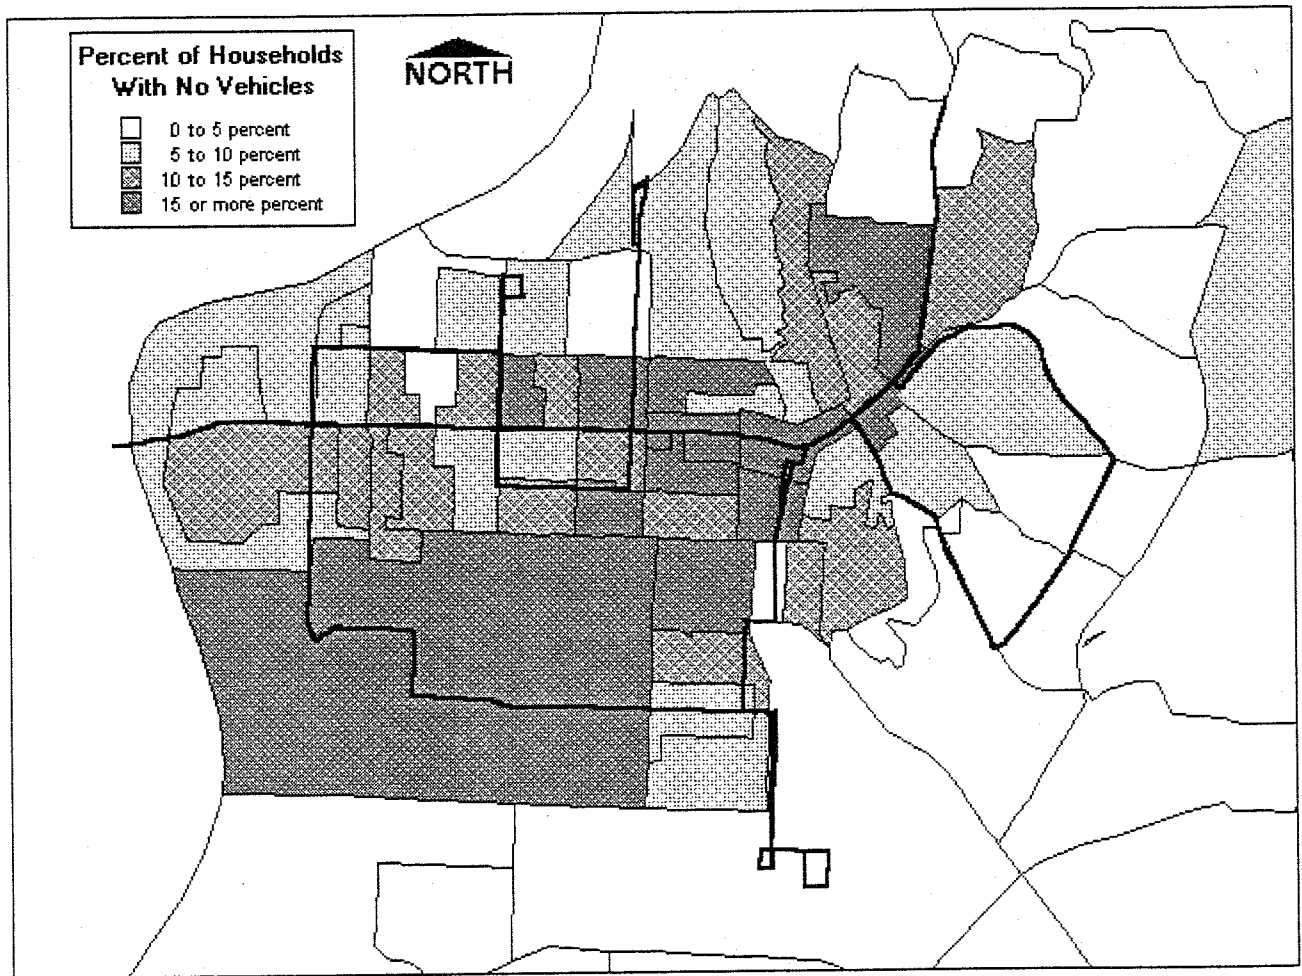 Percent of Households
With No Vehicles
0 to 5 percent
5 to 10 percent
10 to 15 percent
15 or more percent
NORTH